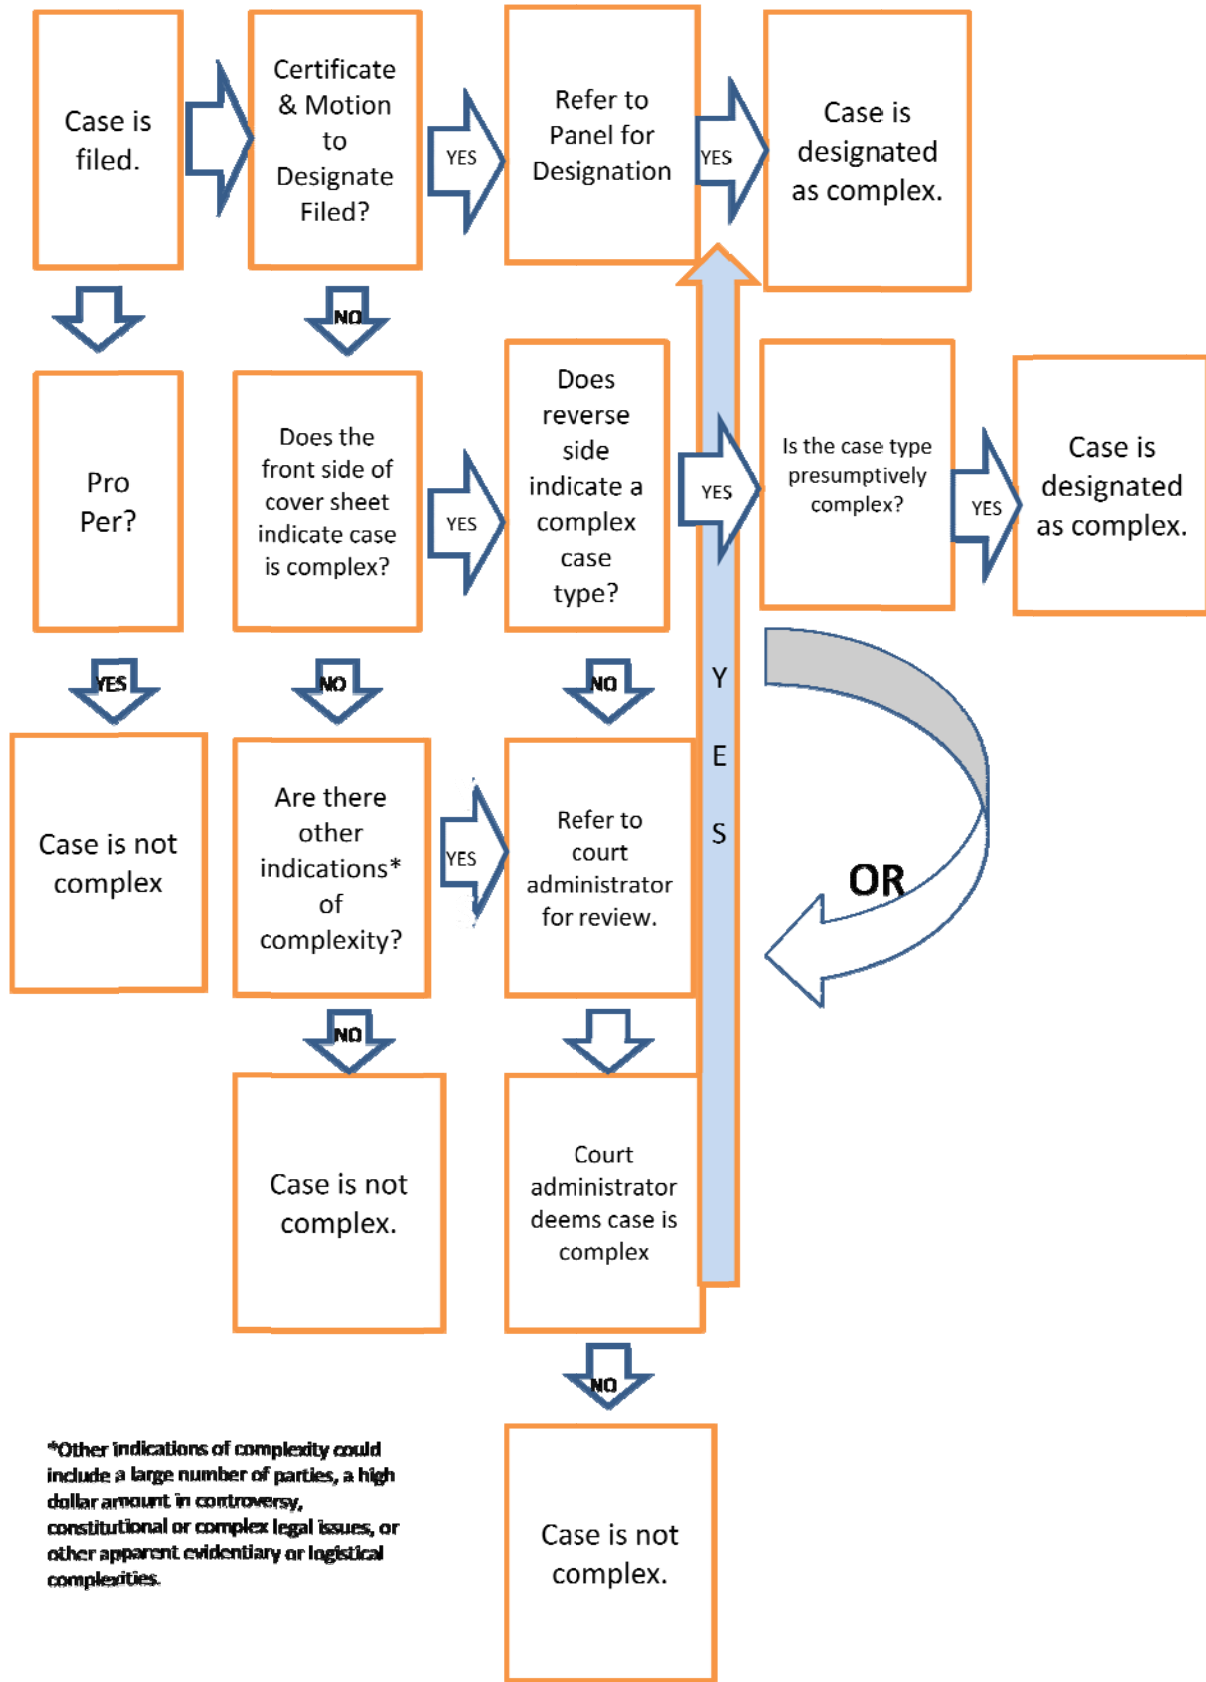 Case is
filed.
Certificate
& Motion
to
Designate
Filed?
YES
Refer to
Panel for
Designation
YES
Case is
designated
as complex.
NO
Pro
Per?
Does the
front side of
cover sheet
indicate case
is complex?
YES
Does
reverse
side
indicate a
complex
case
type?
YES
Is the case type
presumptively
complex?
YES
Case is
designated
as complex.
YES
NO
NO
Y
E
S
Case is not
complex
Are there
other
indications*
of
complexity?
YES
Refer to
court
administrator
for review.
OR
NO
Case is not
complex.
Court
administrator
deems case is
complex
NO
*Other indications of complexity could
include a large number of parties, a high
dollar amount in controversy,
constitutional or complex legal issues, or
other apparent evidentiary or logistical
complexities.
Case is not
complex.